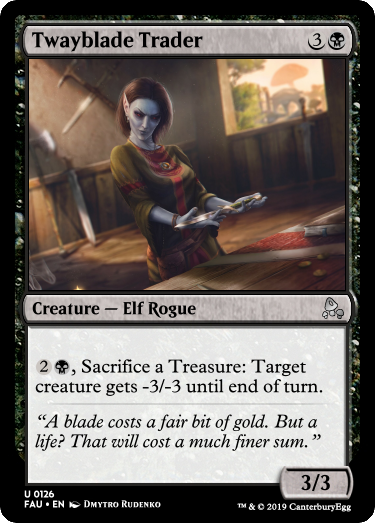 Twayblade Trader 3
Creature — Elf Rogue
2 , Sacrifice a Treasure: Target
creature gets -3/-3 until end of turn.
“A blade costs a fair bit of gold. But a
life? That will cost a much finer sum.”
3/3
U 0126
FAU • EN Dmytro Rudenko
™ & © 2019 CanterburyEgg